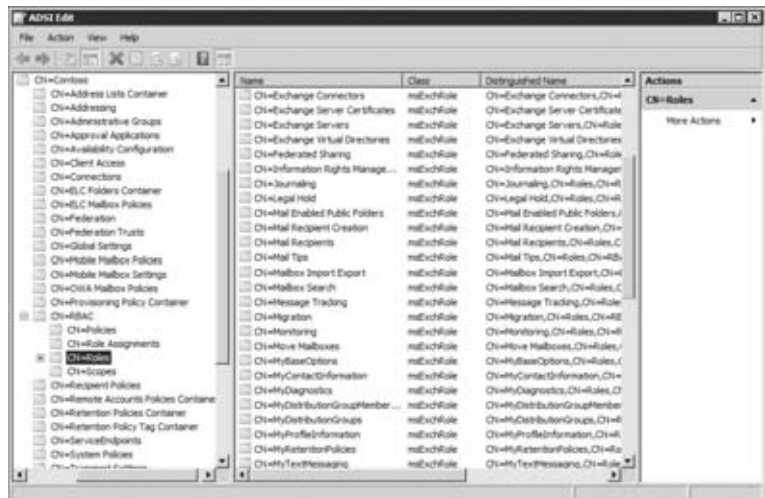 ADSI Edit
File Action View Help
CN=Contoso
CN=Address Lists Container
CN=Addressing
CN=Administrative Groups
CN=Approval Applications
CN=Availability Configuration
CN=Client Access
CN=Connections
CN=ELC Folders Container
CN=ELC Mailbox Policies
CN=Federation
CN=Federation Trusts
CN=Global Settings
CN=Mobile Mailbox Policies
CN=Mobile Mailbox Settings
CN=OWA Mailbox Policies
CN=Provisioning Policy Container
CN=RBAC
CN=Policies
CN=Role Assignments
CN=Roles
CN=Scopes
CN=Recipient Policies
CN=Remote Accounts Policies Containe
CN=Retention Policies Container
CN=Retention Policy Tag Container
CN=ServiceEndpoints
CN=System Policies
CN=Transport Settings
Name Class Distinguished Name
CN=Exchange Connectors msExchRole CN=Exchange Connectors,CN=
CN=Exchange Server Certificates msExchRole CN=Exchange Server Certificate
CN=Exchange Servers msExchRole CN=Exchange Servers,CN=Role
CN=Exchange Virtual Directories msExchRole CN=Exchange Virtual Directories
CN=Federated Sharing msExchRole CN=Federated Sharing,CN=Role
CN=Information Rights Manage... msExchRole CN=Information Rights Manager
CN=Journaling msExchRole CN=Journaling,CN=Roles,CN=R
CN=Legal Hold msExchRole CN=Legal Hold,CN=Roles,CN=R
CN=Mail Enabled Public Folders msExchRole CN=Mail Enabled Public Folders,
CN=Mail Recipient Creation msExchRole CN=Mail Recipient Creation,CN=
CN=Mail Recipients msExchRole CN=Mail Recipients,CN=Roles,C
CN=Mail Tips msExchRole CN=Mail Tips,CN=Roles,CN=RB
CN=Mailbox Import Export msExchRole CN=Mailbox Import Export,CN=
CN=Mailbox Search msExchRole CN=Mailbox Search,CN=Roles,C
CN=Message Tracking msExchRole CN=Message Tracking,CN=Role
CN=Migration msExchRole CN=Migration,CN=Roles,CN=RB
CN=Monitoring msExchRole CN=Monitoring,CN=Roles,CN=R
CN=Move Mailboxes msExchRole CN=Move Mailboxes,CN=Roles,
CN=MyBaseOptions msExchRole CN=MyBaseOptions,CN=Roles,C
CN=MyContactInformation msExchRole CN=MyContactInformation,CN=
CN=MyDiagnostics msExchRole CN=MyDiagnostics,CN=Roles,C
CN=MyDistributionGroupMember... msExchRole CN=MyDistributionGroupMember
CN=MyDistributionGroups msExchRole CN=MyDistributionGroups,CN=R
CN=MyProfileInformation msExchRole CN=MyProfileInformation,CN=R
CN=MyRetentionPolicies msExchRole CN=MyRetentionPolicies,CN=Ro
CN=MyTextMessaging msExchRole CN=MyTextMessaging,CN=Role
Actions
CN=Roles
More Actions